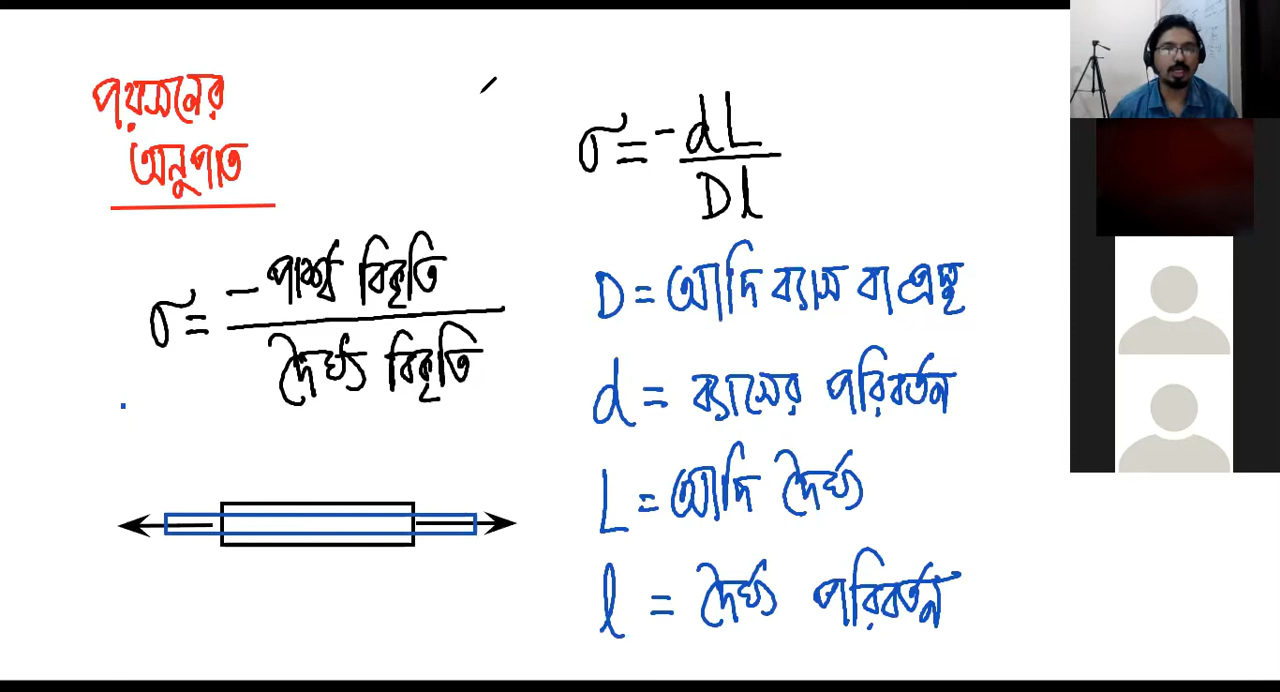 পয়সনের
অনুপাত
σ = - পার্শ্ব বিকৃতি / দৈর্ঘ্য বিকৃতি
σ = - dL / Dl
D = আদি ব্যাস বা প্রস্থ
d = ব্যাসের পরিবর্তন
L = আদি দৈর্ঘ্য
l = দৈর্ঘ্য পরিবর্তন